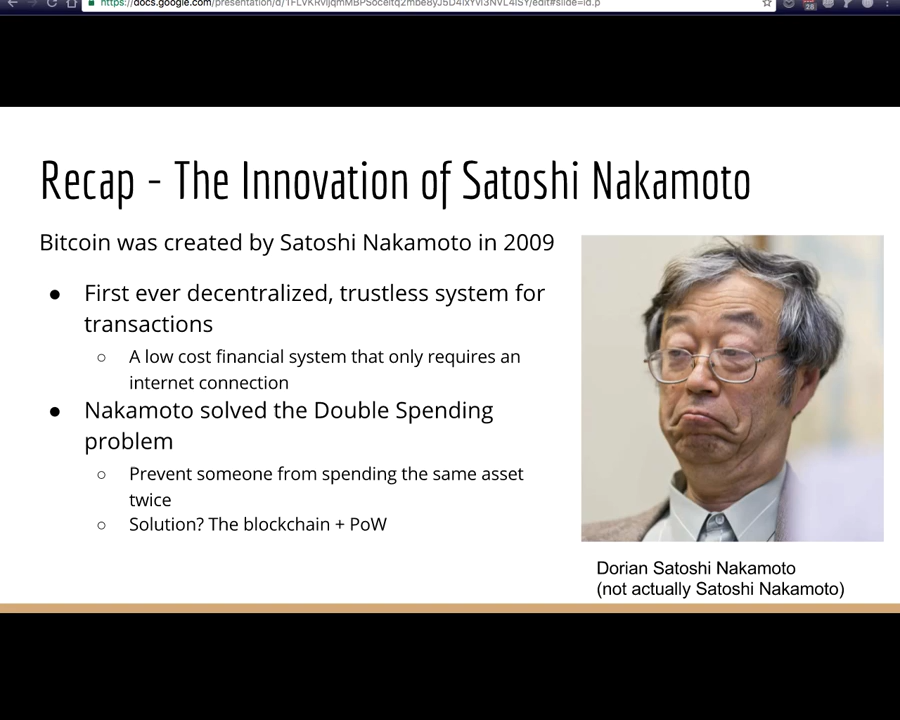 Recap - The Innovation of Satoshi Nakamoto
Bitcoin was created by Satoshi Nakamoto in 2009
● First ever decentralized, trustless system for
transactions
○ A low cost financial system that only requires an
internet connection
● Nakamoto solved the Double Spending
problem
○ Prevent someone from spending the same asset
twice
○ Solution? The blockchain + PoW
Dorian Satoshi Nakamoto
(not actually Satoshi Nakamoto)